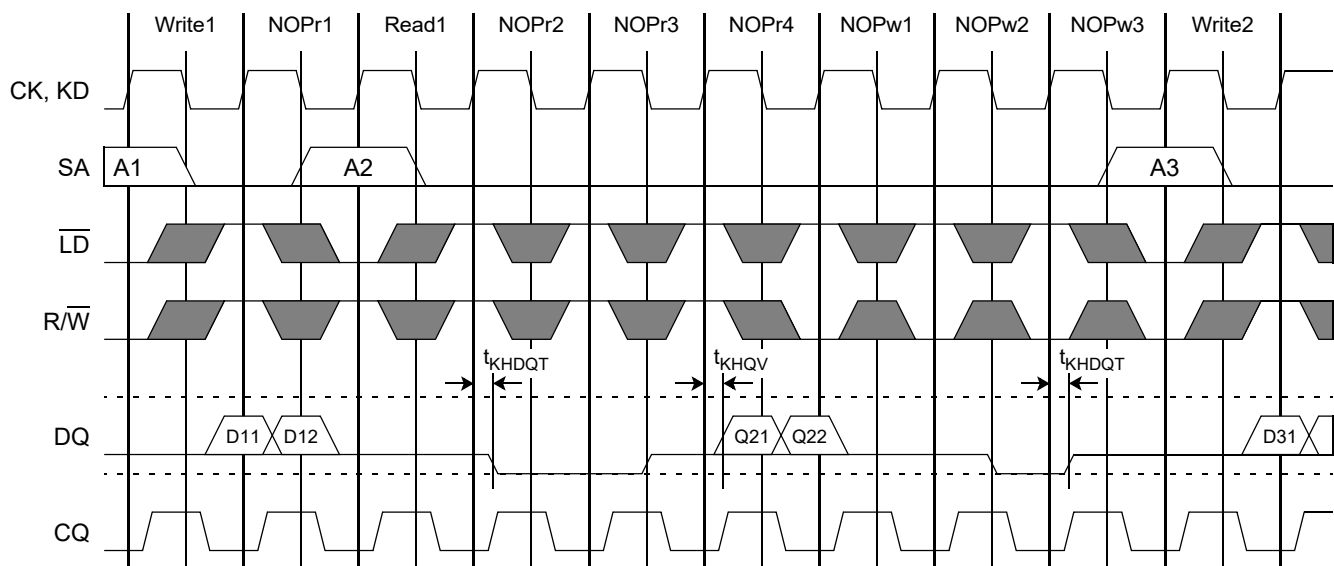 Write1 NOPr1 Read1 NOPr2 NOPr3 NOPr4 NOPw1 NOPw2 NOPw3 Write2
CK, KD
SA A1 A2 A3
L̅D̅
R/W̅
tKHDQT tKHQV tKHDQT
DQ D11 D12 Q21 Q22 D31
CQ